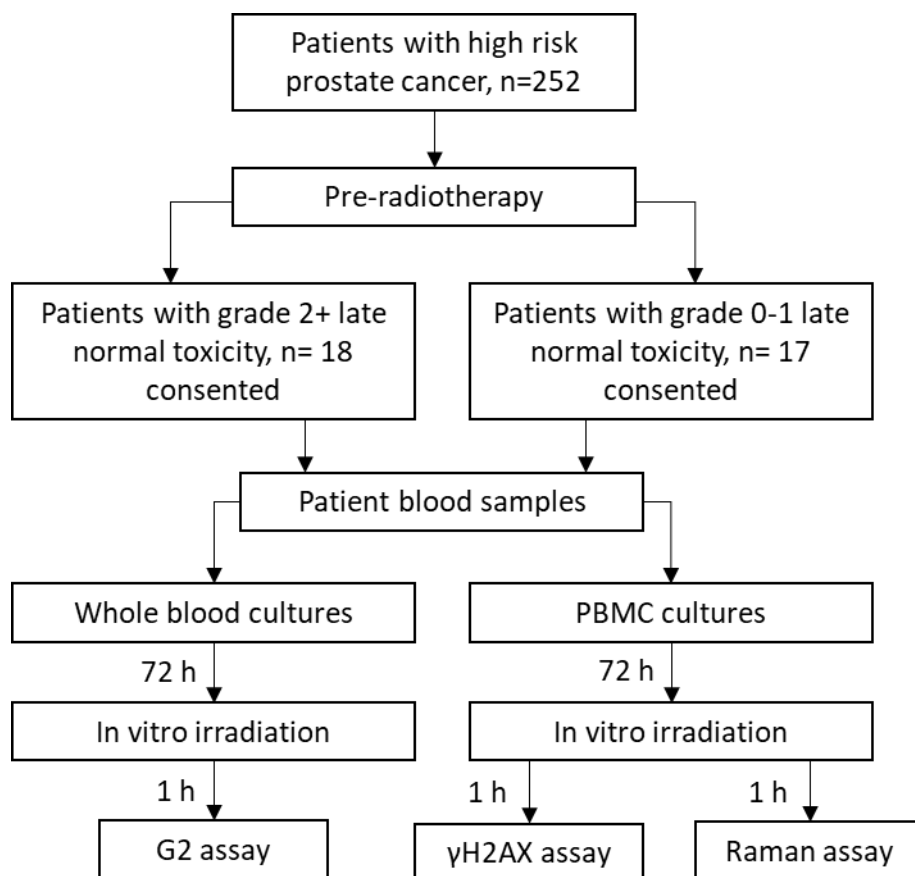 Patients with high risk
prostate cancer, n=252
Pre-radiotherapy
Patients with grade 2+ late
normal toxicity, n= 18
consented
Patients with grade 0-1 late
normal toxicity, n= 17
consented
Patient blood samples
Whole blood cultures
PBMC cultures
72 h
72 h
In vitro irradiation
In vitro irradiation
1 h
1 h
1 h
G2 assay
γH2AX assay
Raman assay